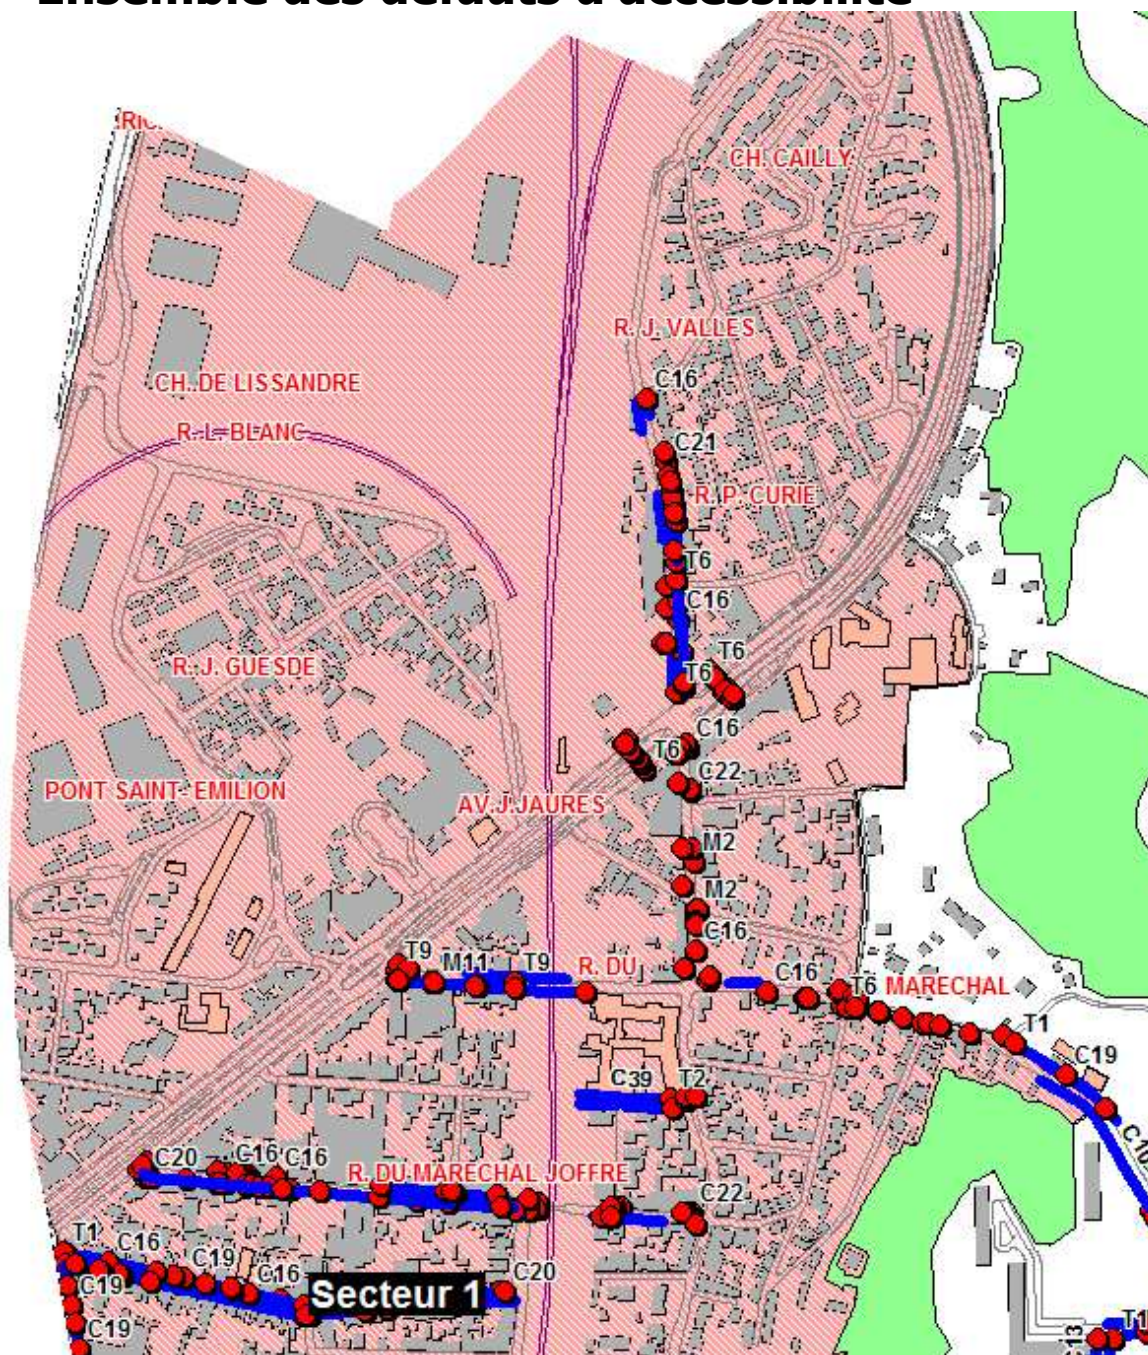 Ensemble des défauts d'accessibilité
CH. CAILLY
R. J. VALLES
CH. DE LISSANDRE
C16
R. L. BLANC
C21
R. P. CURIE
T6
C16
R. J. GUESDE
T6
T6
C16
T6
C22
PONT SAINT- EMILION
AV. J. JAURES
M2
M2
C16
T9
M11
T9
R. DU
C16
T6
MARECHAL
T1
C19
C39
T2
C20
C16
C16
R. DU MARECHAL JOFFRE
C22
T1
C16
C19
C16
C19
C20
Secteur 1
C19
C13